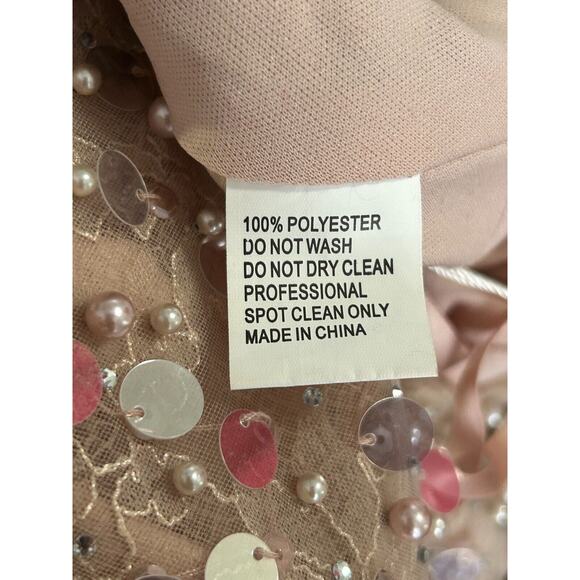 100% POLYESTER
DO NOT WASH
DO NOT DRY CLEAN
PROFESSIONAL
SPOT CLEAN ONLY
MADE IN CHINA